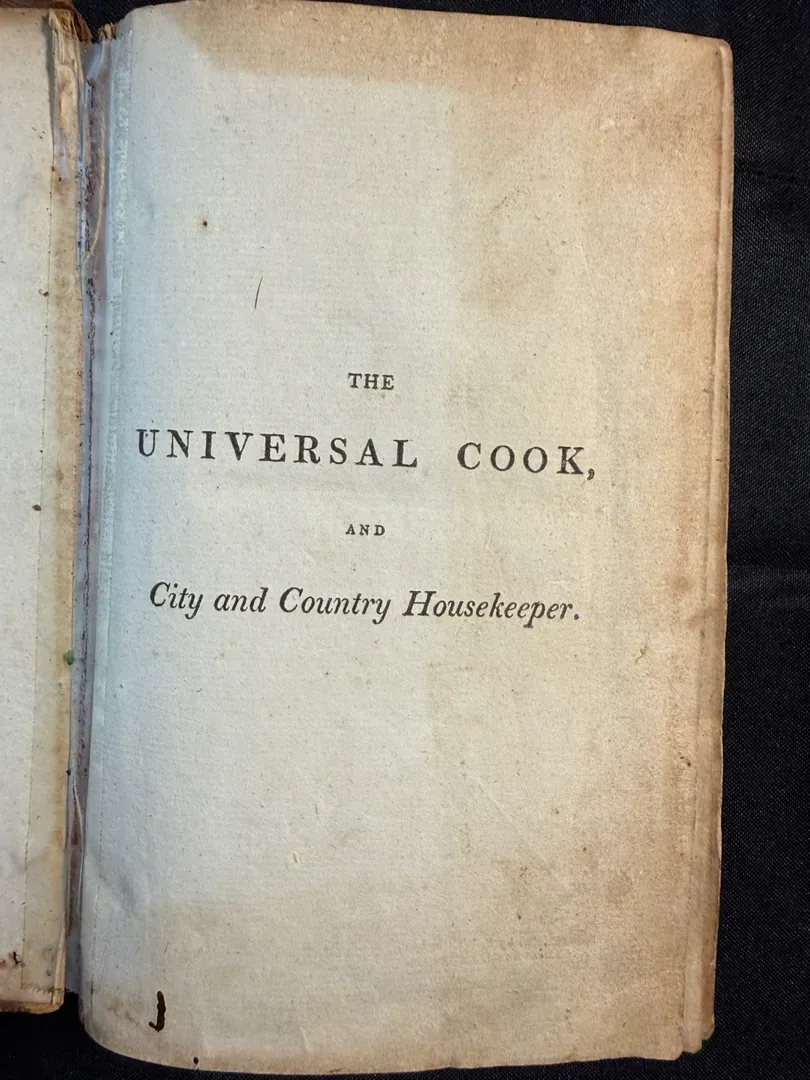 THE
UNIVERSAL COOK,
AND
City and Country Housekeeper.